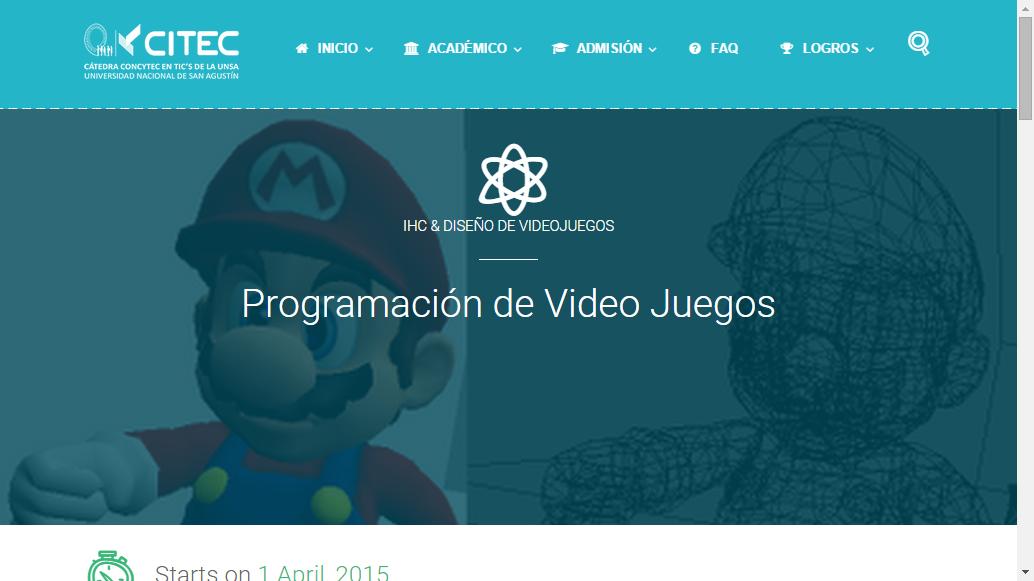 CITEC
CÁTEDRA CONCYTEC EN TIC'S DE LA UNSA
UNIVERSIDAD NACIONAL DE SAN AGUSTÍN
INICIO
ACADÉMICO
ADMISIÓN
FAQ
LOGROS
M
IHC & DISEÑO DE VIDEOJUEGOS
Programación de Video Juegos
Starts on 1 April, 2015